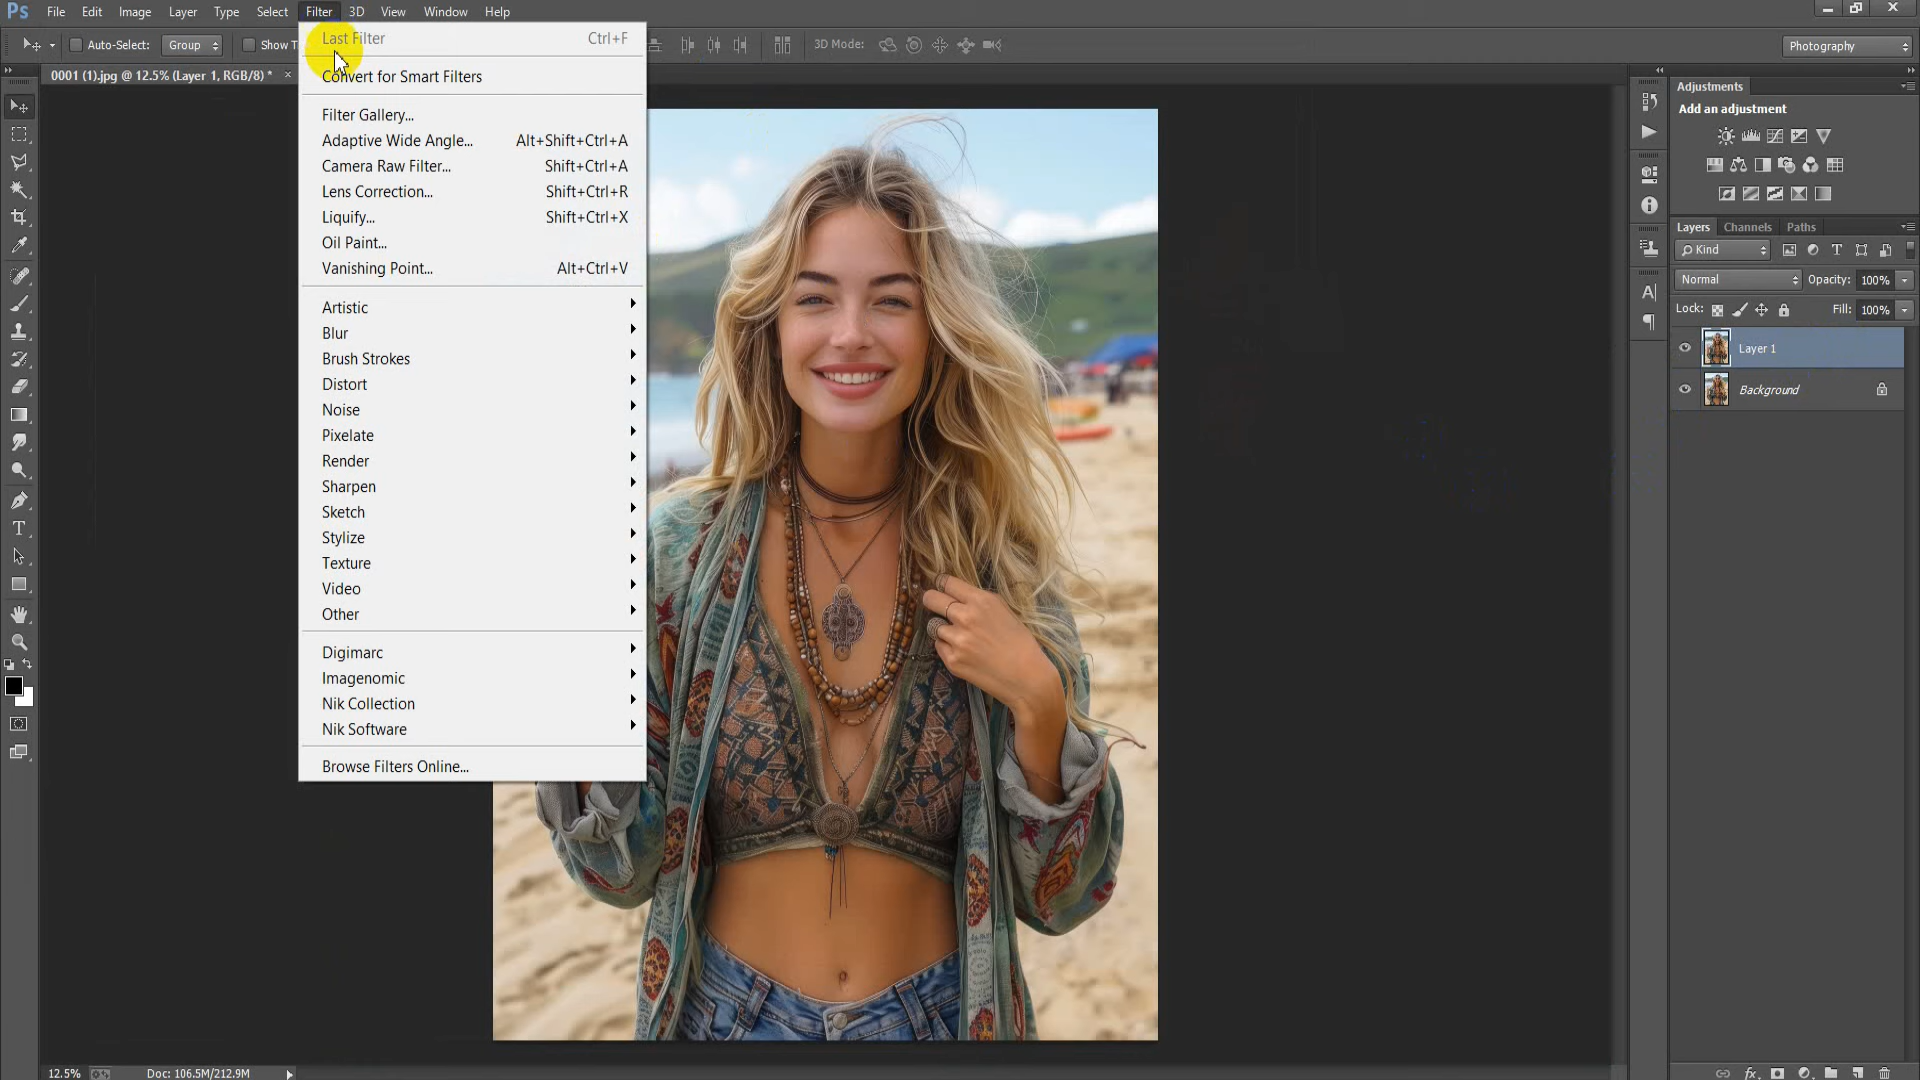 Ps File Edit Image Layer Type Select Filter 3D View Window Help
Auto-Select: Group Show T 3D Mode: Photography
0001 (1).jpg @ 12.5% (Layer 1, RGB/8) * ×
Last Filter Ctrl+F
Convert for Smart Filters
Filter Gallery...
Adaptive Wide Angle... Alt+Shift+Ctrl+A
Camera Raw Filter... Shift+Ctrl+A
Lens Correction... Shift+Ctrl+R
Liquify... Shift+Ctrl+X
Oil Paint...
Vanishing Point... Alt+Ctrl+V
Artistic
Blur
Brush Strokes
Distort
Noise
Pixelate
Render
Sharpen
Sketch
Stylize
Texture
Video
Other
Digimarc
Imagenomic
Nik Collection
Nik Software
Browse Filters Online...
Adjustments
Add an adjustment
Layers Channels Paths
Kind
Normal Opacity: 100%
Lock: Fill: 100%
Layer 1
Background
12.5% Doc: 106.5M/212.9M